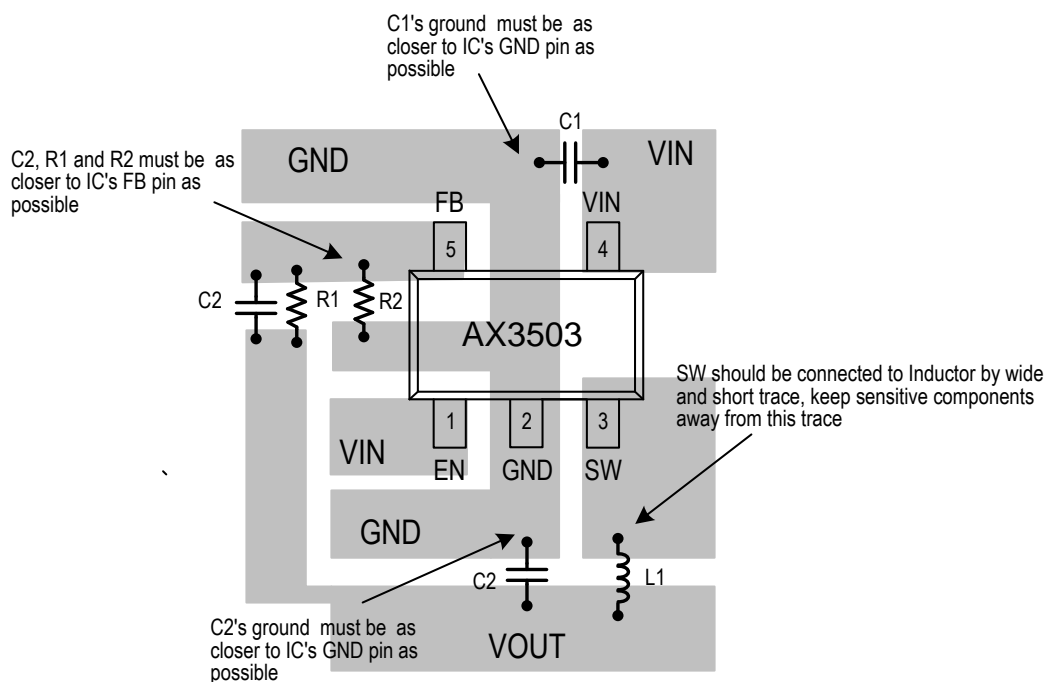 C1's ground must be as
closer to IC's GND pin as
possible
C1
GND
VIN
C2, R1 and R2 must be as
closer to IC's FB pin as
possible
FB
VIN
5
4
C2
R1
R2
AX3503
SW should be connected to Inductor by wide
and short trace, keep sensitive components
away from this trace
1
2
3
VIN
EN
GND
SW
GND
C2
L1
C2's ground must be as
closer to IC's GND pin as
possible
VOUT